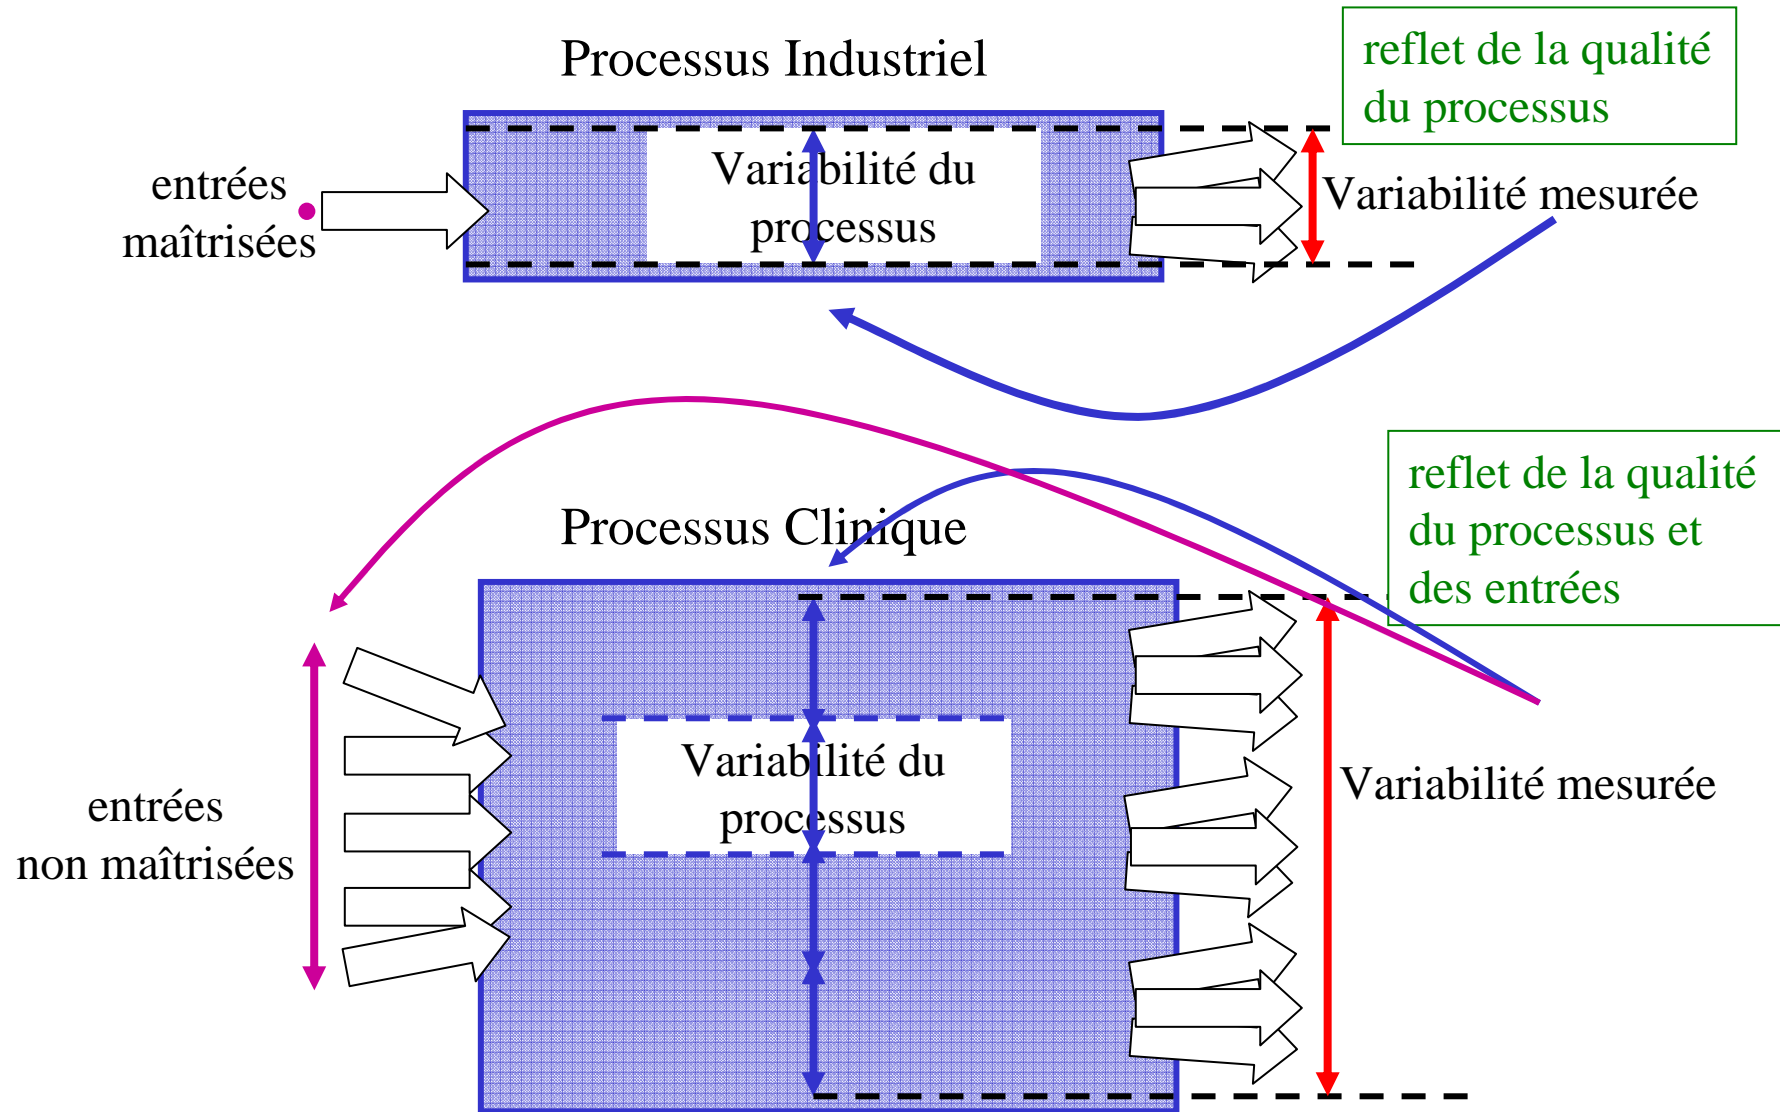 Processus Industriel
reflet de la qualité
du processus
entrées
maîtrisées
Variabilité du
processus
Variabilité mesurée
Processus Clinique
reflet de la qualité
du processus et
des entrées
entrées
non maîtrisées
Variabilité du
processus
Variabilité mesurée